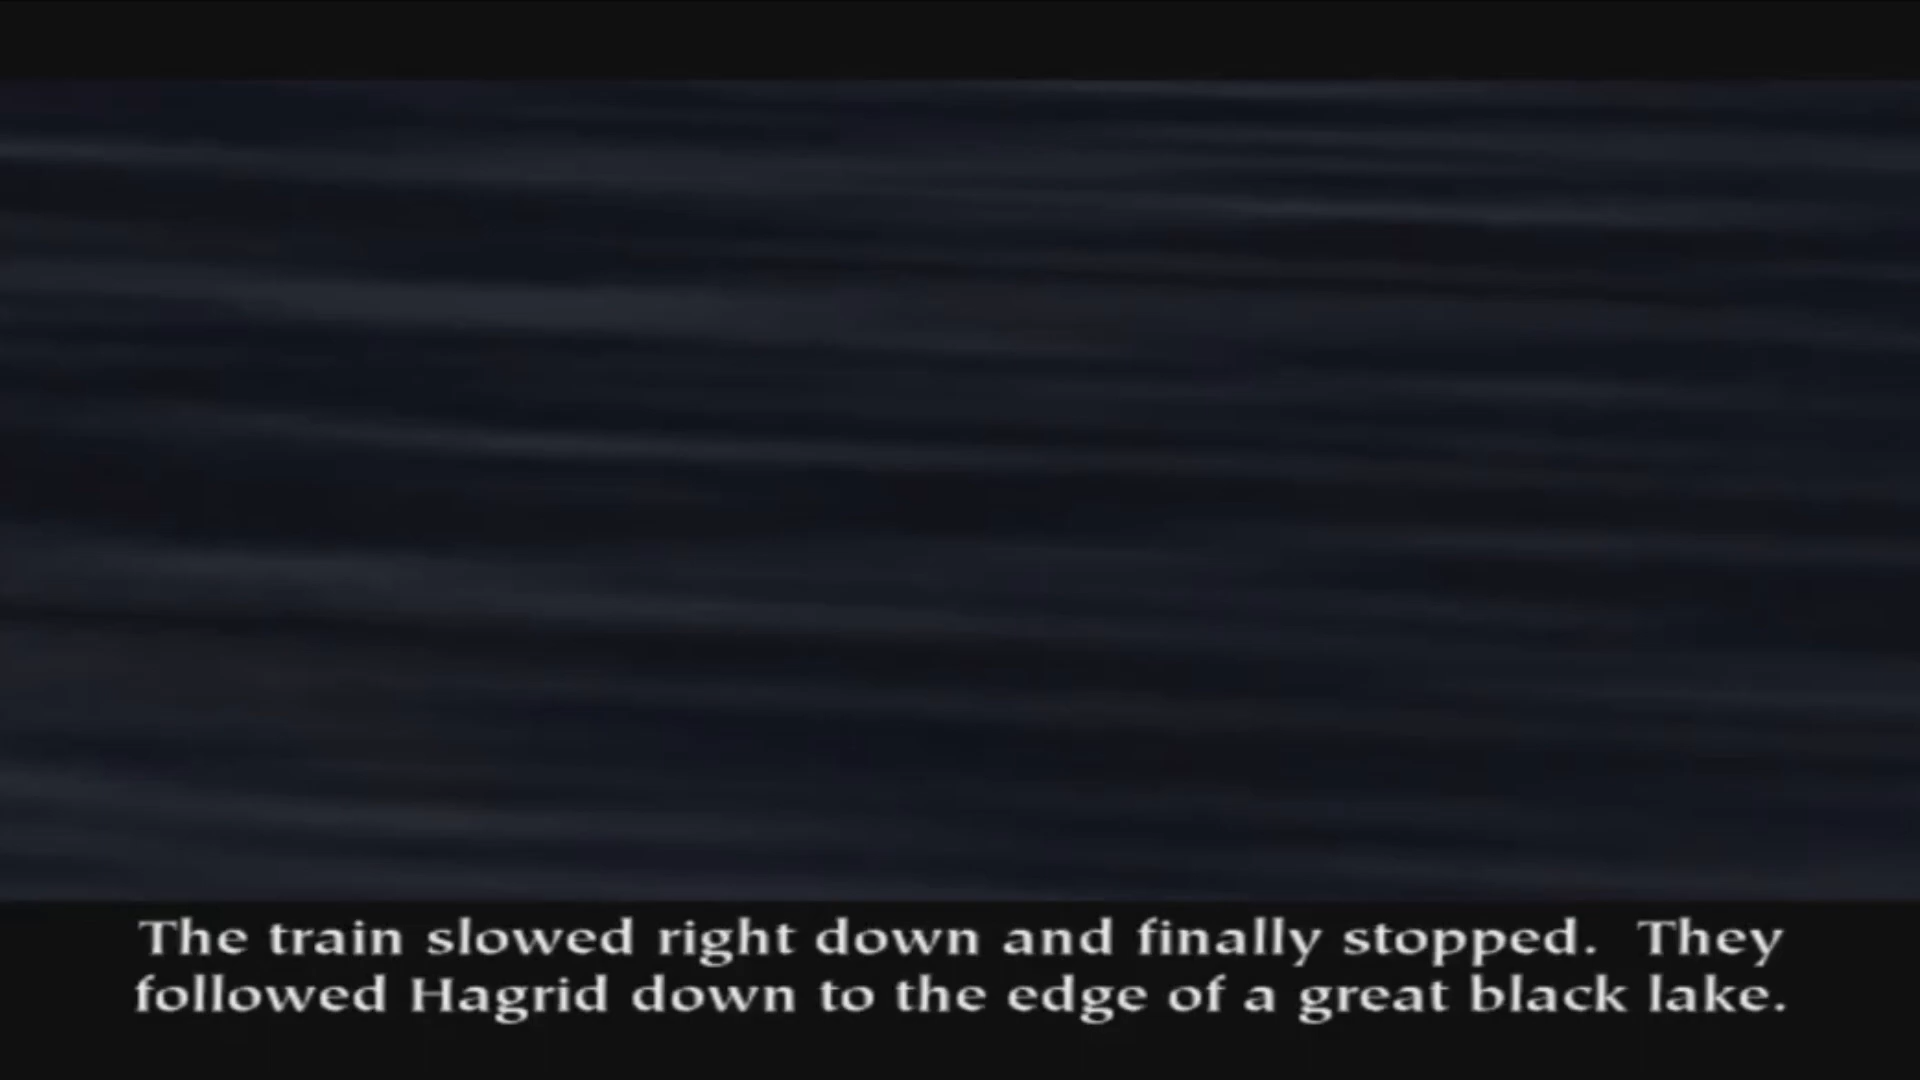 The train slowed right down and finally stopped.  They
followed Hagrid down to the edge of a great black lake.